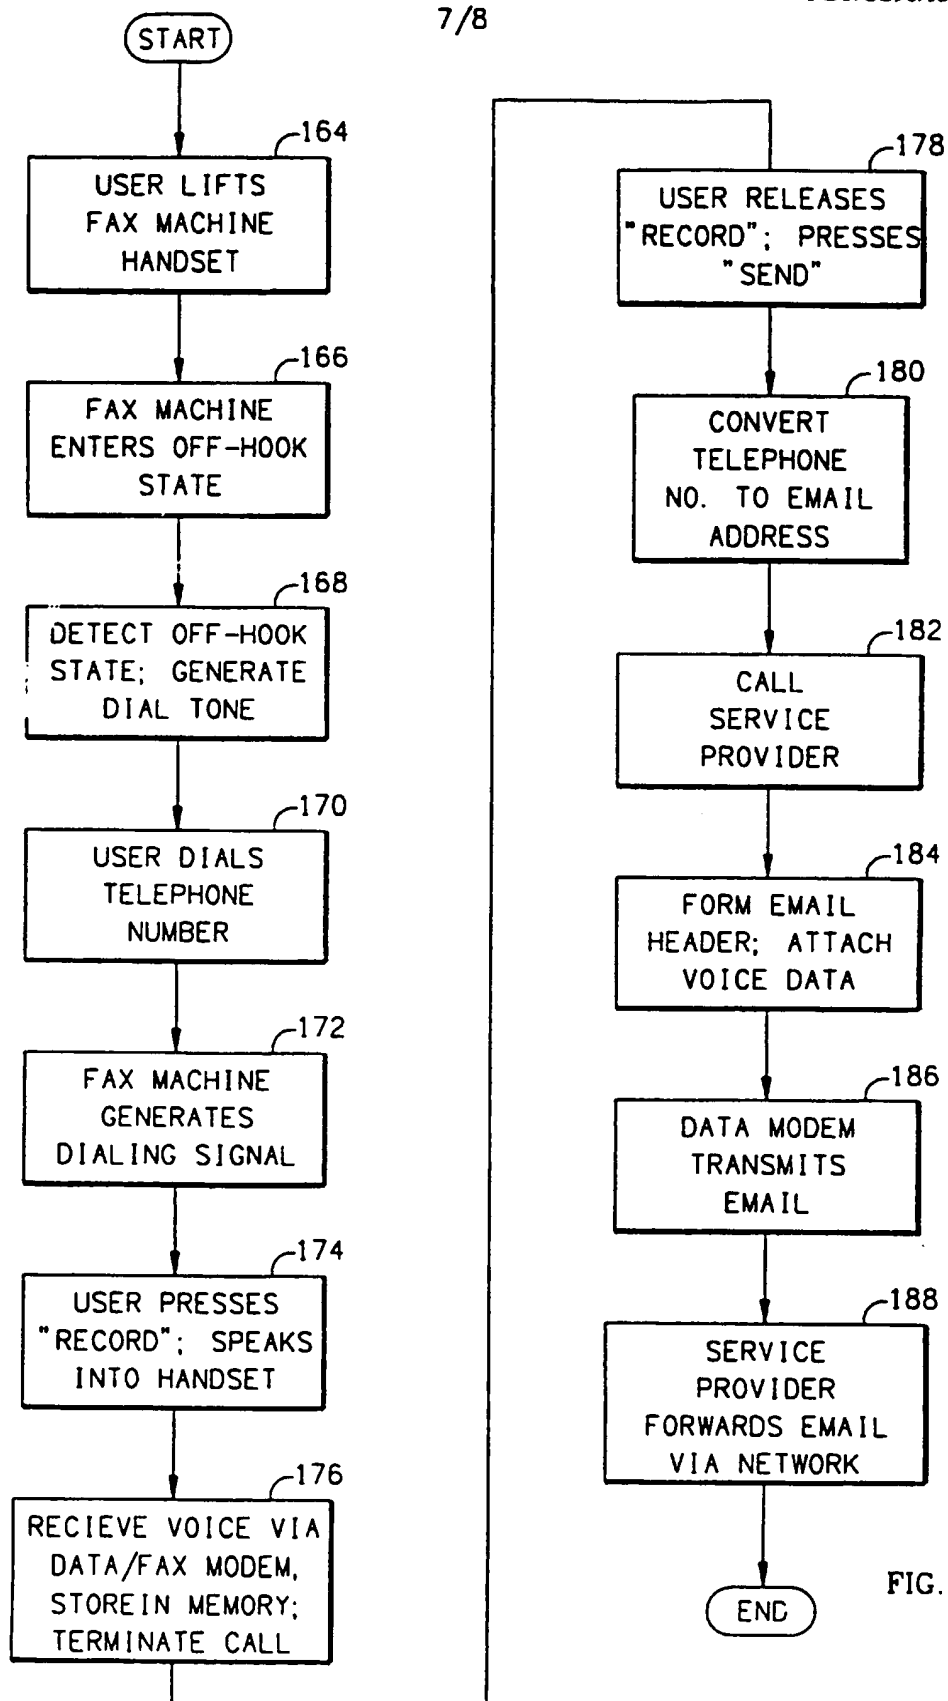 7/8
START
164
USER LIFTS
FAX MACHINE
HANDSET
166
FAX MACHINE
ENTERS OFF-HOOK
STATE
168
DETECT OFF-HOOK
STATE; GENERATE
DIAL TONE
170
USER DIALS
TELEPHONE
NUMBER
172
FAX MACHINE
GENERATES
DIALING SIGNAL
174
USER PRESSES
"RECORD"; SPEAKS
INTO HANDSET
176
RECIEVE VOICE VIA
DATA/FAX MODEM,
STOREIN MEMORY;
TERMINATE CALL
178
USER RELEASES
"RECORD"; PRESSES
"SEND"
180
CONVERT
TELEPHONE
NO. TO EMAIL
ADDRESS
182
CALL
SERVICE
PROVIDER
184
FORM EMAIL
HEADER; ATTACH
VOICE DATA
186
DATA MODEM
TRANSMITS
EMAIL
188
SERVICE
PROVIDER
FORWARDS EMAIL
VIA NETWORK
END
FIG.